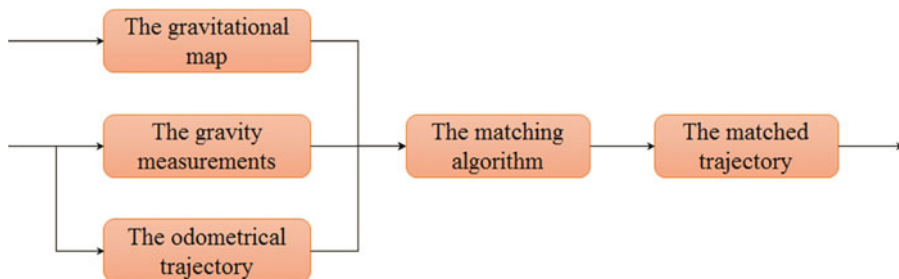 The gravitational
map
The gravity
measurements
The odometrical
trajectory
The matching
algorithm
The matched
trajectory